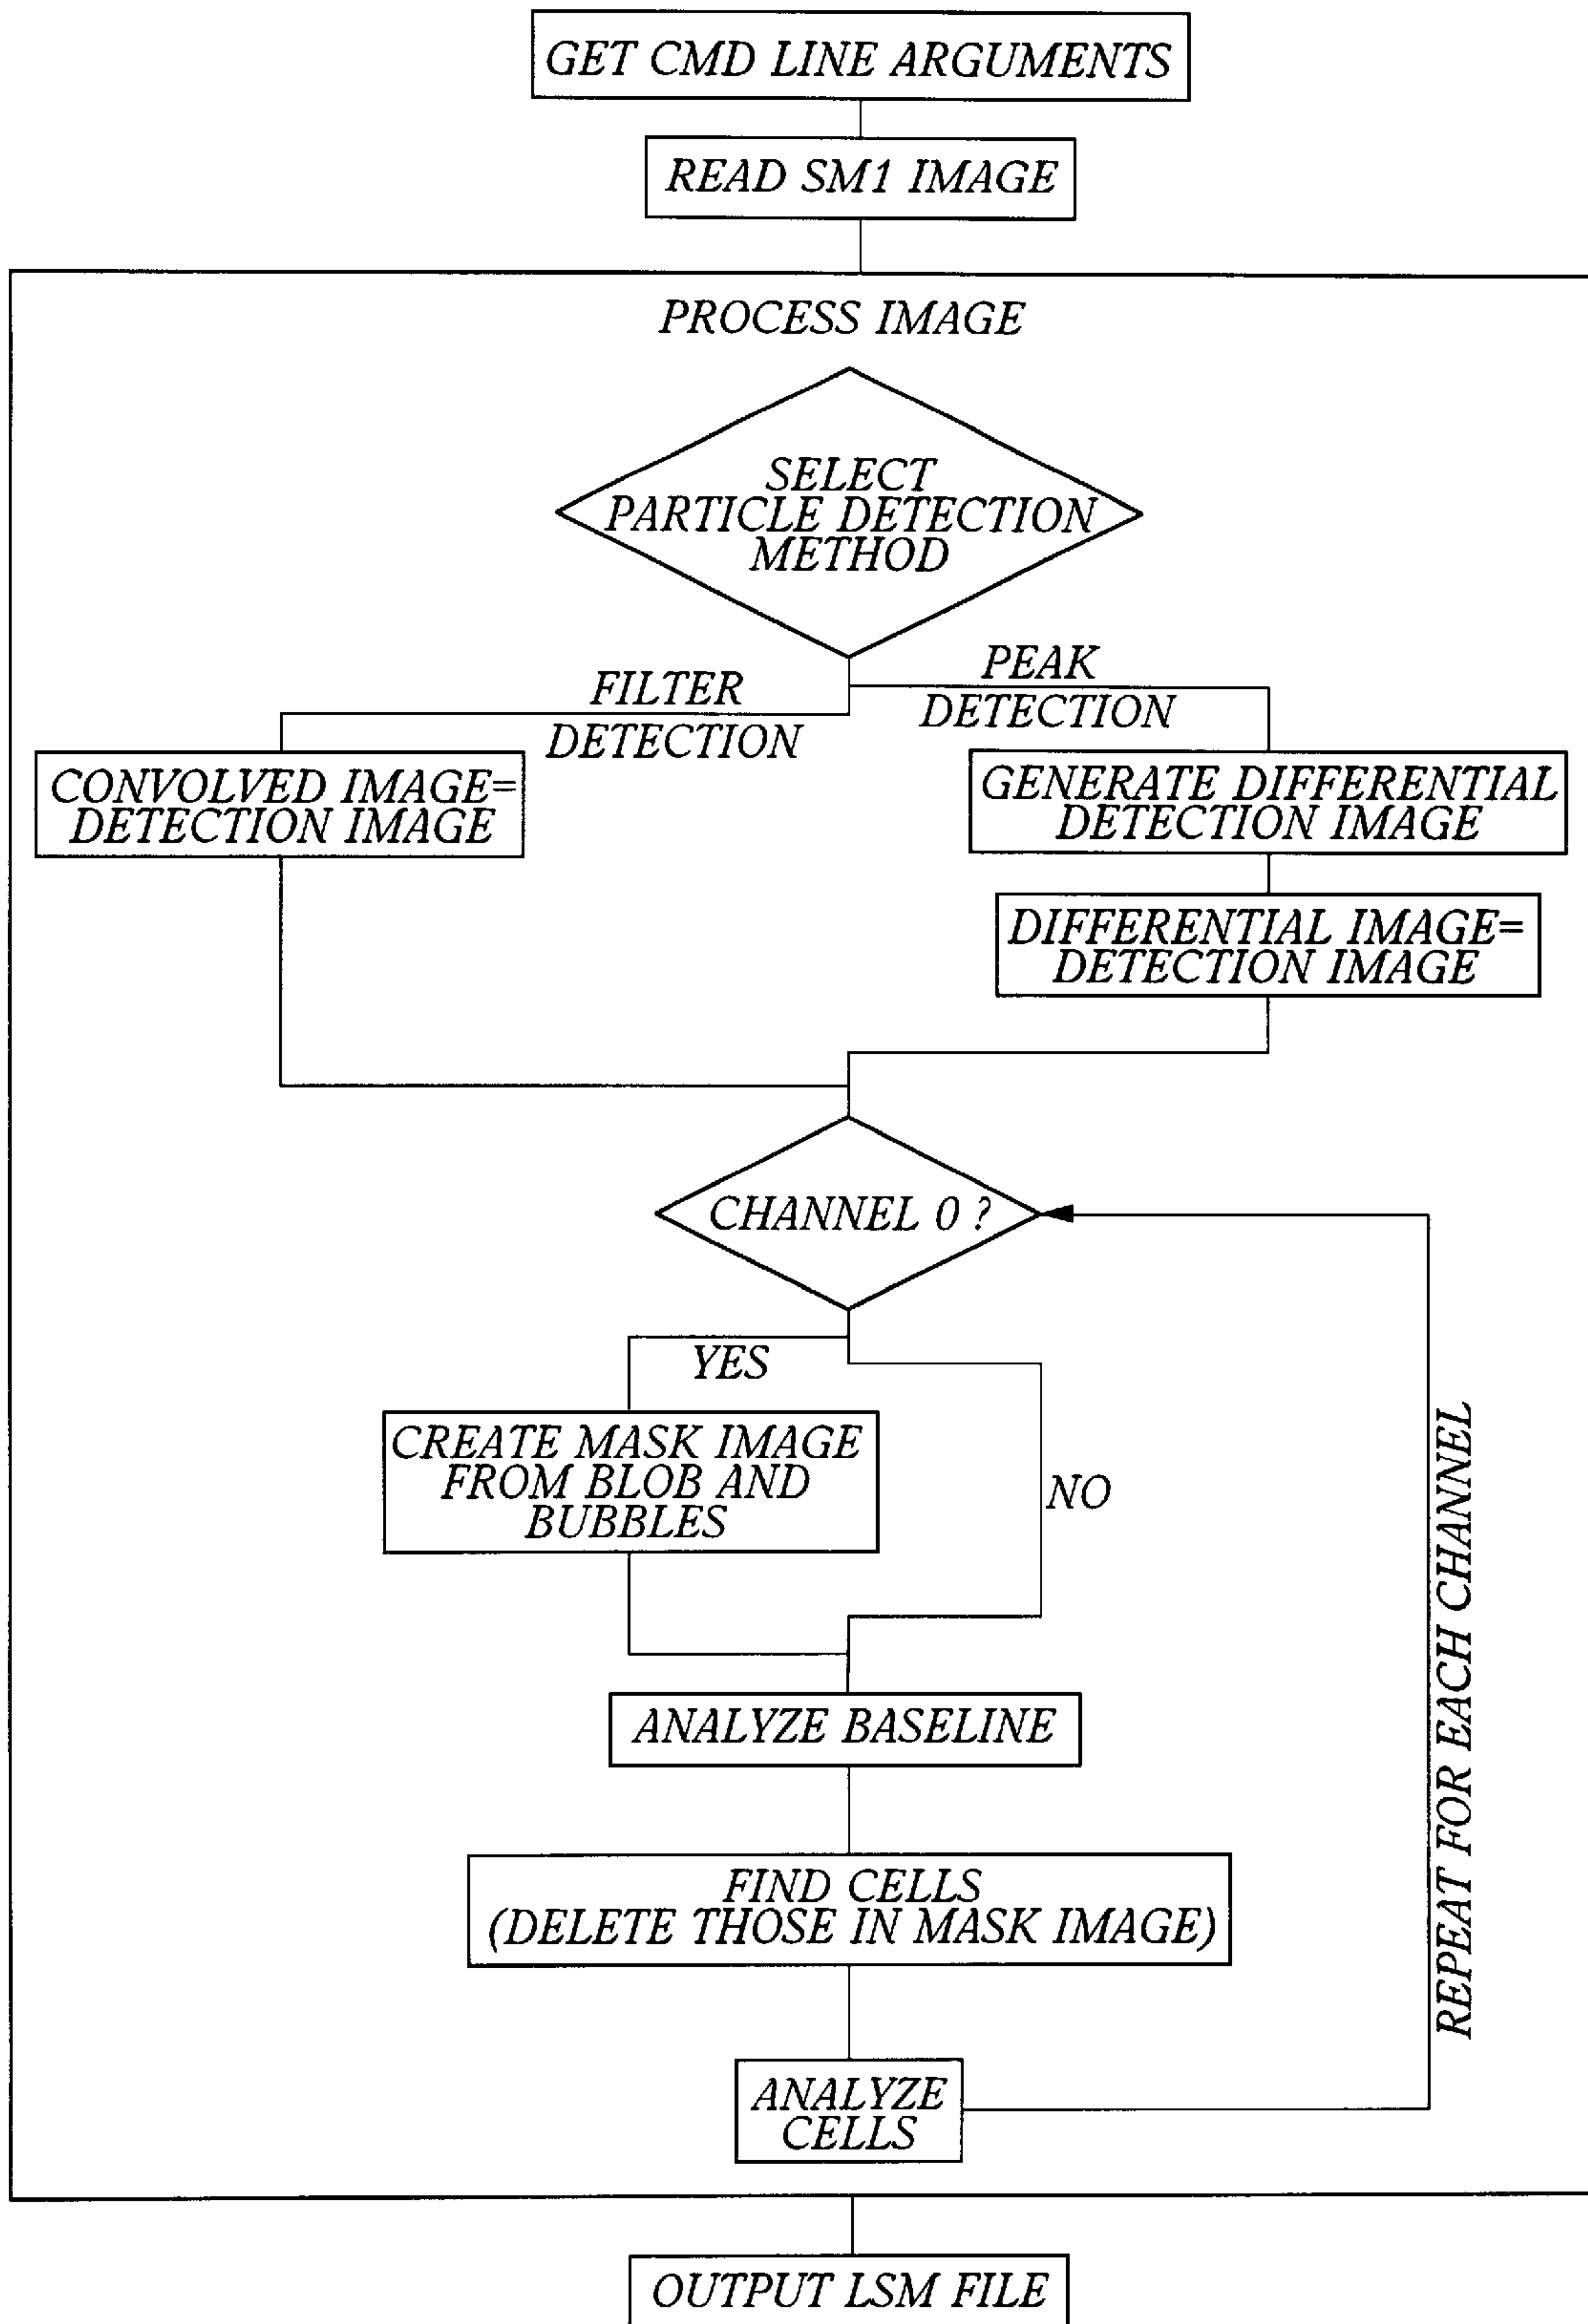 GET CMD LINE ARGUMENTS
READ SM1 IMAGE
PROCESS IMAGE
SELECT
PARTICLE DETECTION
METHOD
FILTER
DETECTION
PEAK
DETECTION
CONVOLVED IMAGE=
DETECTION IMAGE
GENERATE DIFFERENTIAL
DETECTION IMAGE
DIFFERENTIAL IMAGE=
DETECTION IMAGE
CHANNEL 0 ?
YES
NO
CREATE MASK IMAGE
FROM BLOB AND
BUBBLES
REPEAT FOR EACH CHANNEL
ANALYZE BASELINE
FIND CELLS
(DELETE THOSE IN MASK IMAGE)
ANALYZE
CELLS
OUTPUT LSM FILE